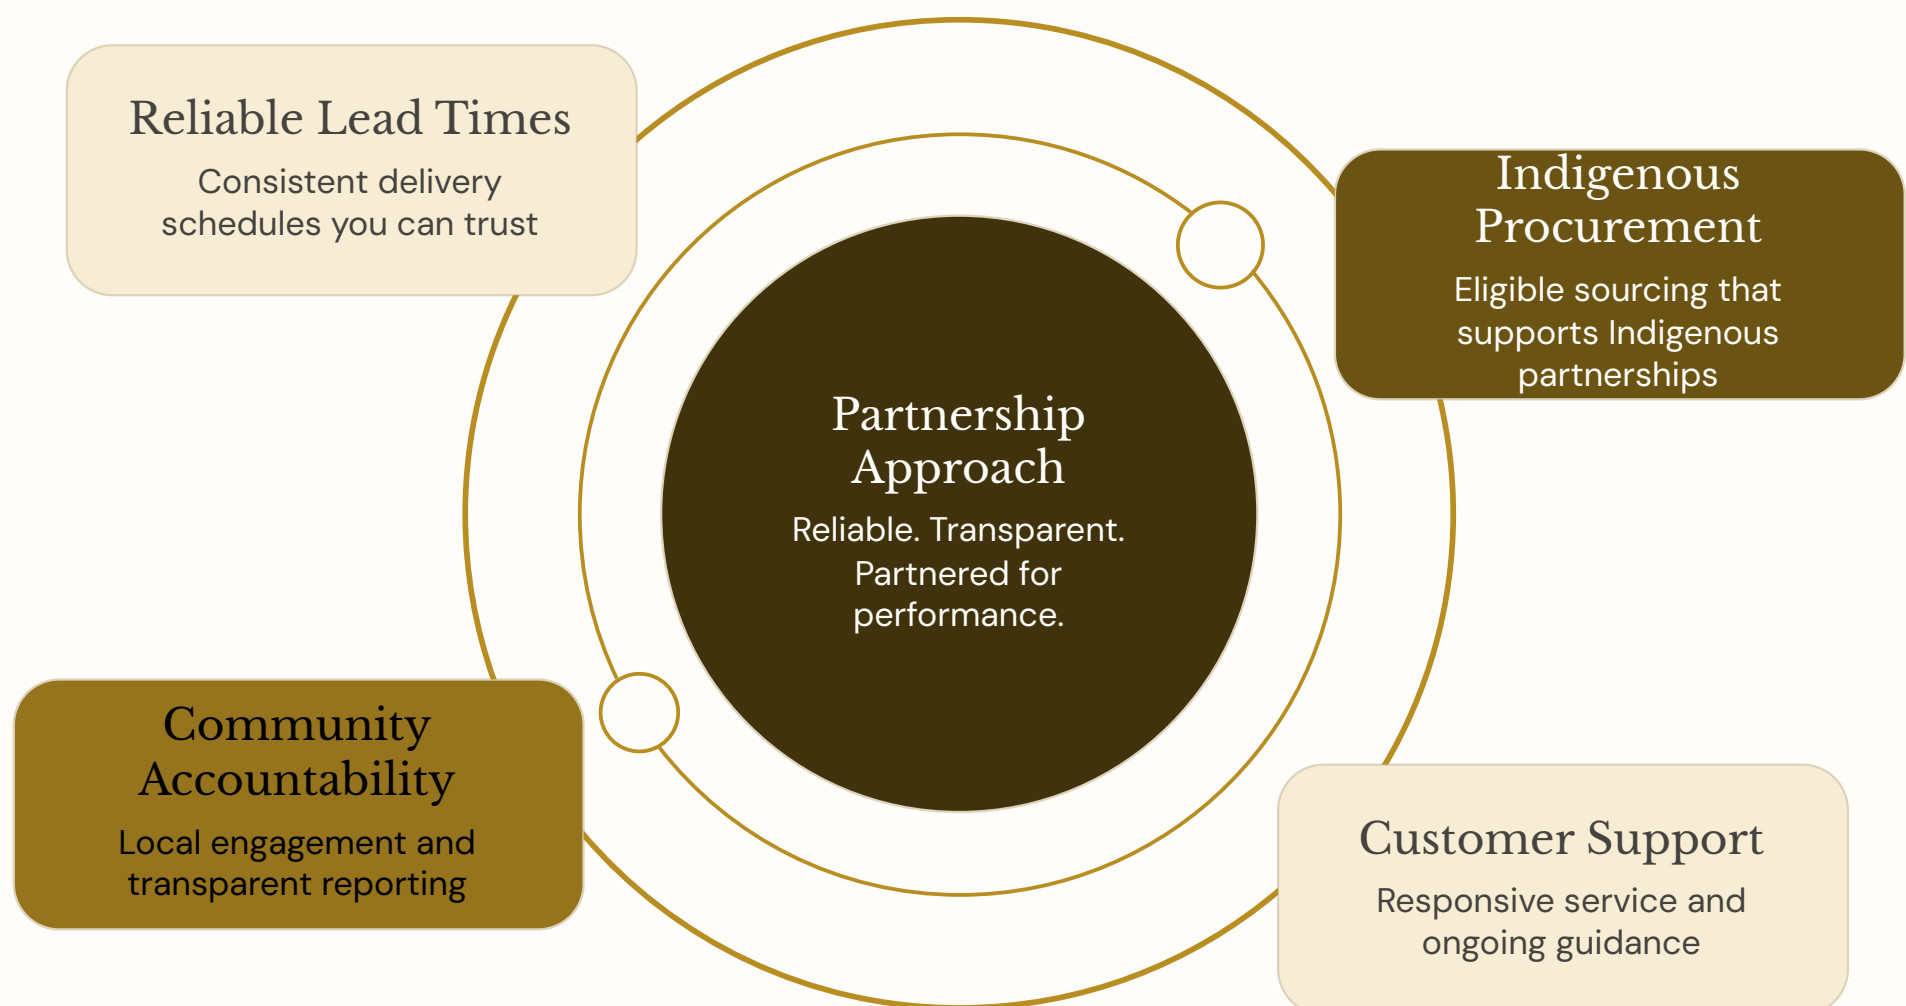 Reliable Lead Times
Consistent delivery
schedules you can trust
Indigenous
Procurement
Eligible sourcing that
supports Indigenous
partnerships
Partnership
Approach
Reliable. Transparent.
Partnered for
performance.
Community
Accountability
Local engagement and
transparent reporting
Customer Support
Responsive service and
ongoing guidance